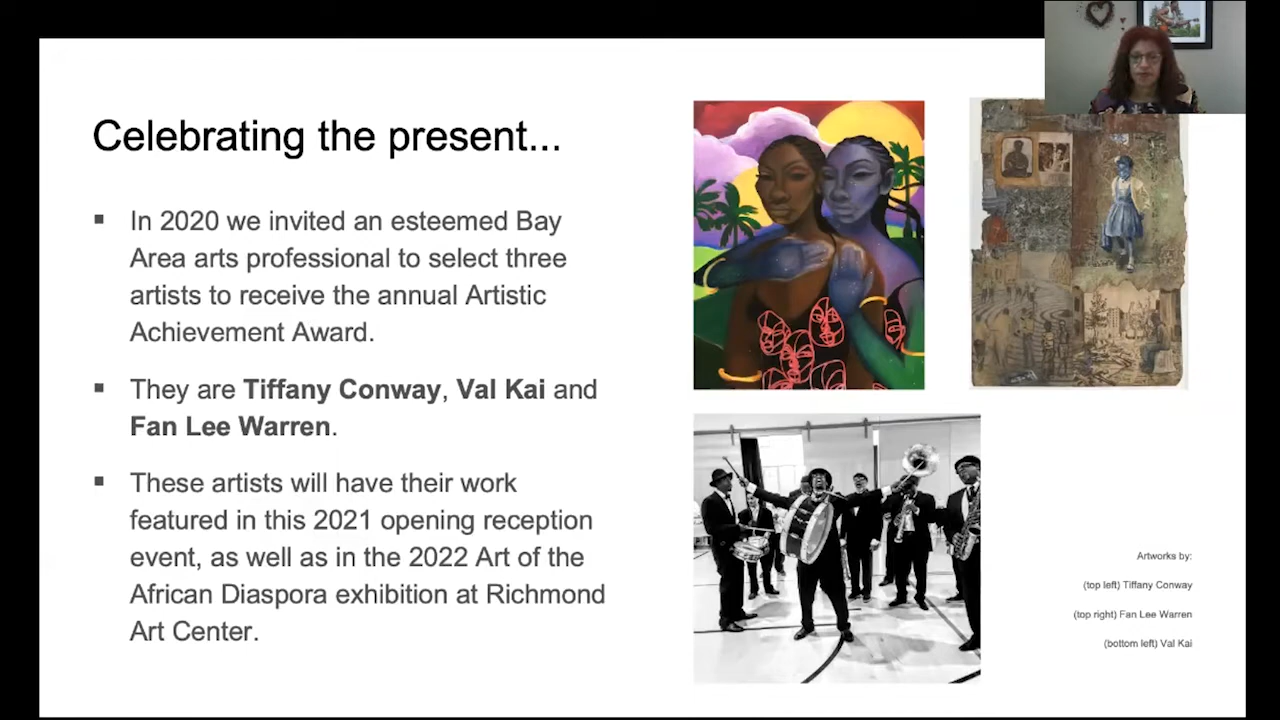 Celebrating the present...
▪ In 2020 we invited an esteemed Bay
Area arts professional to select three
artists to receive the annual Artistic
Achievement Award.
▪ They are Tiffany Conway, Val Kai and
Fan Lee Warren.
▪ These artists will have their work
featured in this 2021 opening reception
event, as well as in the 2022 Art of the
African Diaspora exhibition at Richmond
Art Center.
Artworks by:
(top left) Tiffany Conway
(top right) Fan Lee Warren
(bottom left) Val Kai